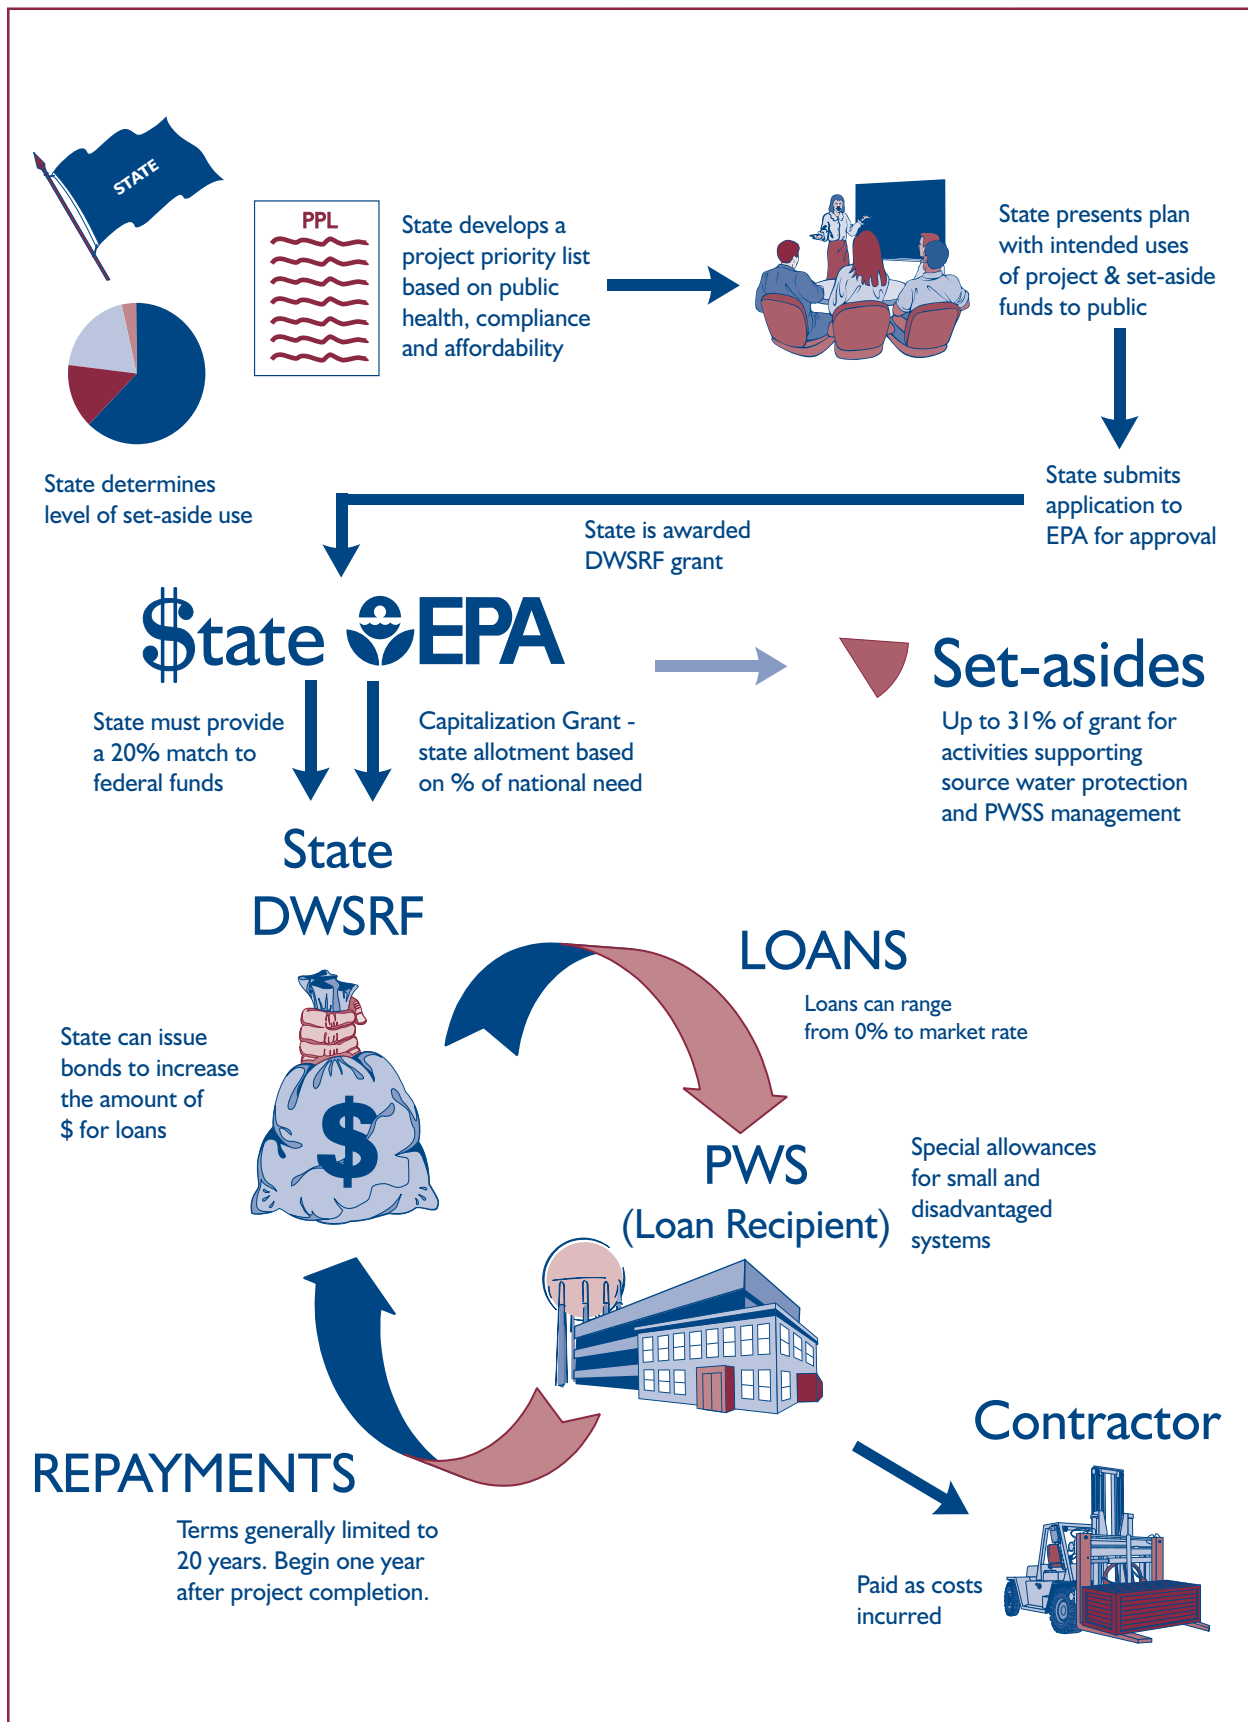 STATE
PPL
State develops a
project priority list
based on public
health, compliance
and affordability
State presents plan
with intended uses
of project & set-aside
funds to public
State determines
level of set-aside use
State submits
application to
EPA for approval
State is awarded
DWSRF grant
$tate
EPA
Set-asides
State must provide
a 20% match to
federal funds
Capitalization Grant -
state allotment based
on % of national need
Up to 31% of grant for
activities supporting
source water protection
and PWSS management
State
DWSRF
LOANS
Loans can range
from 0% to market rate
State can issue
bonds to increase
the amount of
$ for loans
$
PWS
(Loan Recipient)
Special allowances
for small and
disadvantaged
systems
REPAYMENTS
Terms generally limited to
20 years. Begin one year
after project completion.
Contractor
Paid as costs
incurred